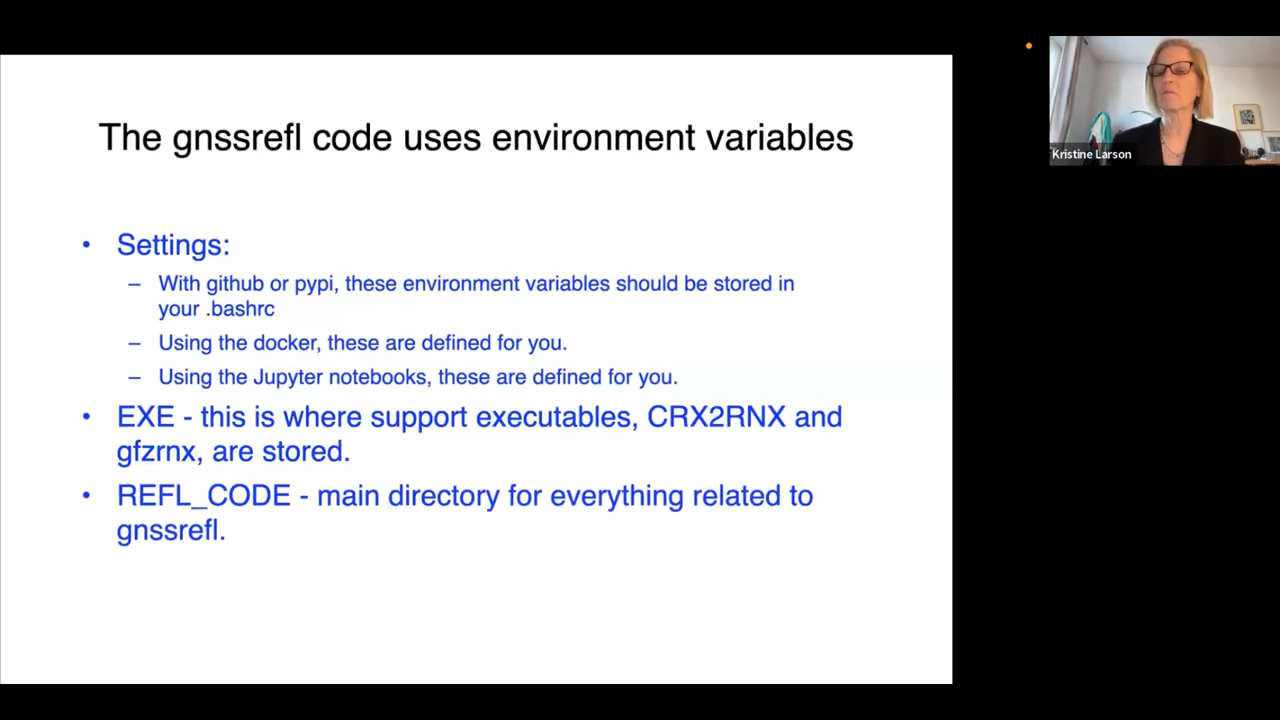 The gnssrefl code uses environment variables
• Settings:
– With github or pypi, these environment variables should be stored in
your .bashrc
– Using the docker, these are defined for you.
– Using the Jupyter notebooks, these are defined for you.
• EXE - this is where support executables, CRX2RNX and
gfzrnx, are stored.
• REFL_CODE - main directory for everything related to
gnssrefl.
Kristine Larson